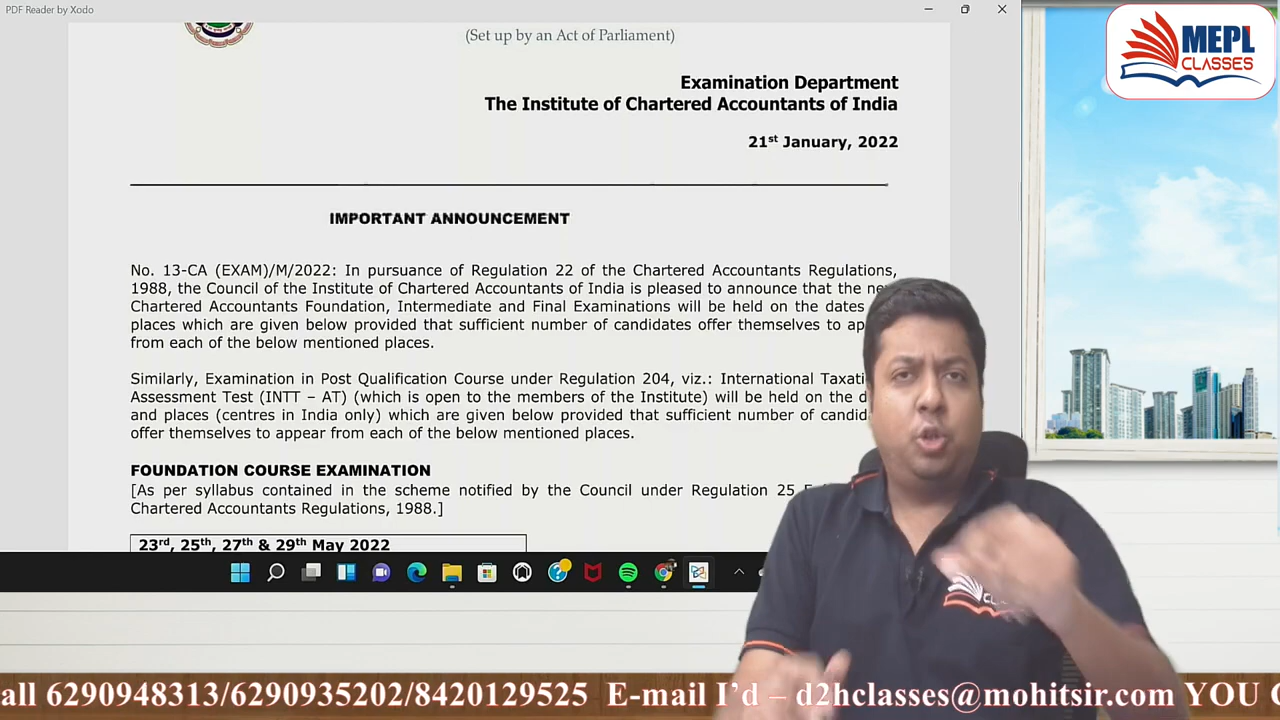 PDF Reader by Xodo
MEPL
CLASSES
(Set up by an Act of Parliament)
Examination Department
The Institute of Chartered Accountants of India
21st January, 2022
IMPORTANT ANNOUNCEMENT
No. 13-CA (EXAM)/M/2022: In pursuance of Regulation 22 of the Chartered Accountants Regulations,
1988, the Council of the Institute of Chartered Accountants of India is pleased to announce that the
Chartered Accountants Foundation, Intermediate and Final Examinations will be held on the dates
places which are given below provided that sufficient number of candidates offer themselves to
from each of the below mentioned places.
Similarly, Examination in Post Qualification Course under Regulation 204, viz.: International
Assessment Test (INTT – AT) (which is open to the members of the Institute) will be held on the
and places (centres in India only) which are given below provided that sufficient number of
offer themselves to appear from each of the below mentioned places.
FOUNDATION COURSE EXAMINATION
[As per syllabus contained in the scheme notified by the Council under Regulation 25
Chartered Accountants Regulations, 1988.]
23rd, 25th, 27th & 29th May 2022
all 6290948313/6290935202/8420129525 E-mail I'd – d2hclasses@mohitsir.com YOU